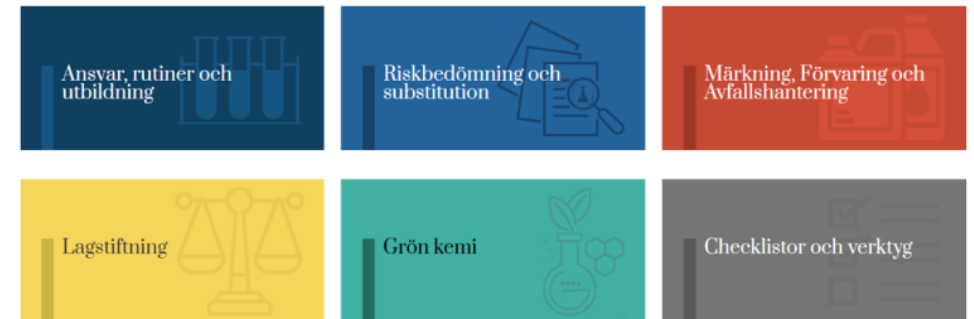 Ansvar, rutiner och
utbildning
Riskbedömning och
substitution
Märkning, Förvaring och
Avfallshantering
Lagstiftning
Grön kemi
Checklistor och verktyg